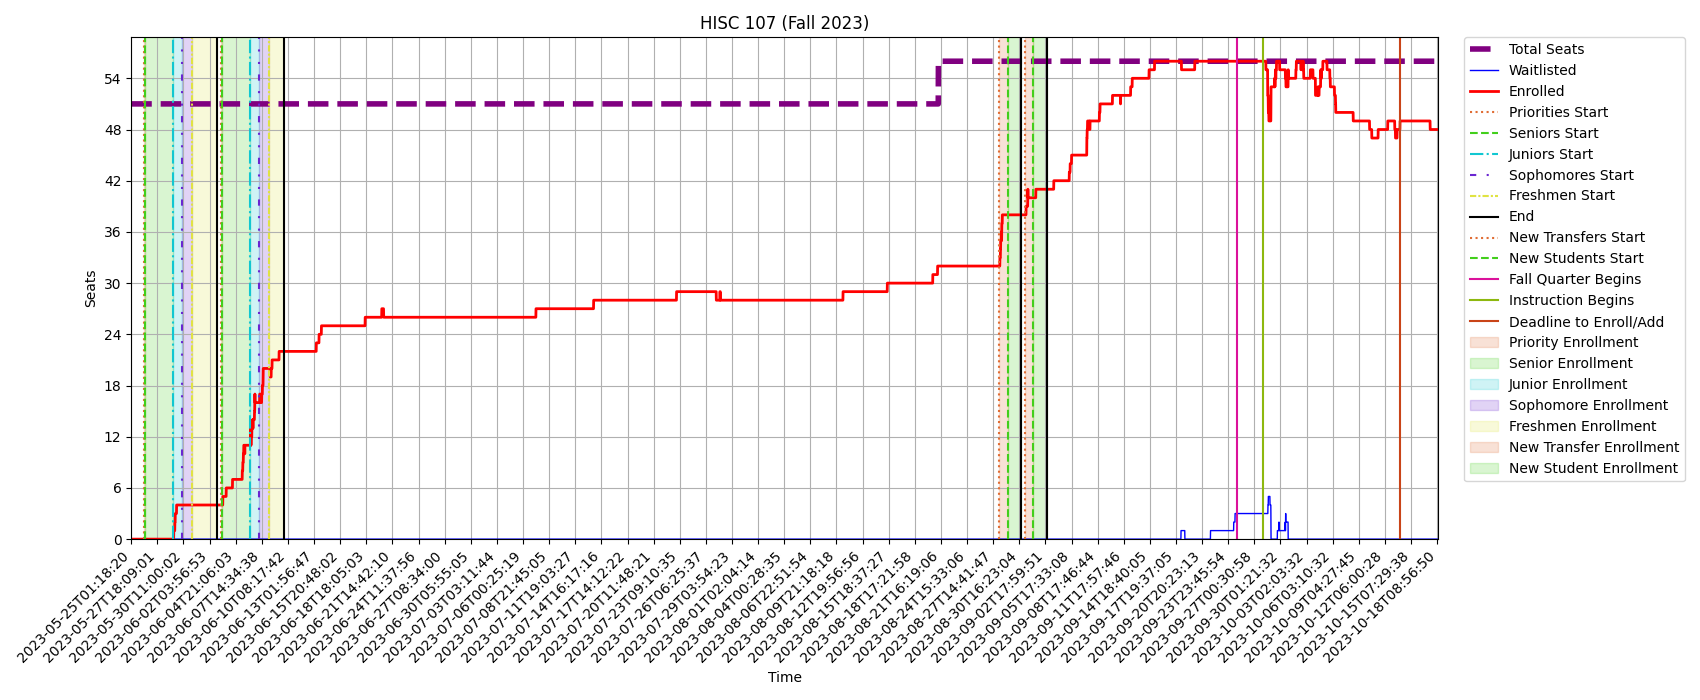 HISC 107 (Fall 2023)
Seats
54
48
42
36
30
24
18
12
6
0
2023-05-25T01:18:20
2023-05-27T18:09:01
2023-05-30T11:00:02
2023-06-02T03:56:53
2023-06-04T21:06:03
2023-06-07T14:34:38
2023-06-10T08:17:42
2023-06-13T01:56:47
2023-06-15T20:48:02
2023-06-18T18:05:03
2023-06-21T14:42:10
2023-06-24T11:37:56
2023-06-27T08:34:00
2023-06-30T05:55:05
2023-07-03T03:11:44
2023-07-06T00:25:19
2023-07-08T21:45:05
2023-07-11T19:03:27
2023-07-14T16:17:16
2023-07-17T14:12:22
2023-07-20T11:48:21
2023-07-23T09:10:35
2023-07-26T06:25:37
2023-07-29T03:54:23
2023-08-01T02:04:14
2023-08-04T00:28:35
2023-08-06T22:51:54
2023-08-09T21:18:18
2023-08-12T19:56:56
2023-08-15T18:37:27
2023-08-18T17:21:58
2023-08-21T16:19:06
2023-08-24T15:33:06
2023-08-27T14:41:47
2023-08-30T16:23:04
2023-09-02T17:59:51
2023-09-05T17:33:08
2023-09-08T17:46:44
2023-09-11T17:57:46
2023-09-14T18:40:05
2023-09-17T19:37:05
2023-09-20T20:23:13
2023-09-23T23:45:54
2023-09-27T00:30:58
2023-09-30T01:21:32
2023-10-03T02:03:32
2023-10-06T03:10:32
2023-10-09T04:27:45
2023-10-12T06:00:28
2023-10-15T07:29:38
2023-10-18T08:56:50
Time
Total Seats
Waitlisted
Enrolled
Priorities Start
Seniors Start
Juniors Start
Sophomores Start
Freshmen Start
End
New Transfers Start
New Students Start
Fall Quarter Begins
Instruction Begins
Deadline to Enroll/Add
Priority Enrollment
Senior Enrollment
Junior Enrollment
Sophomore Enrollment
Freshmen Enrollment
New Transfer Enrollment
New Student Enrollment